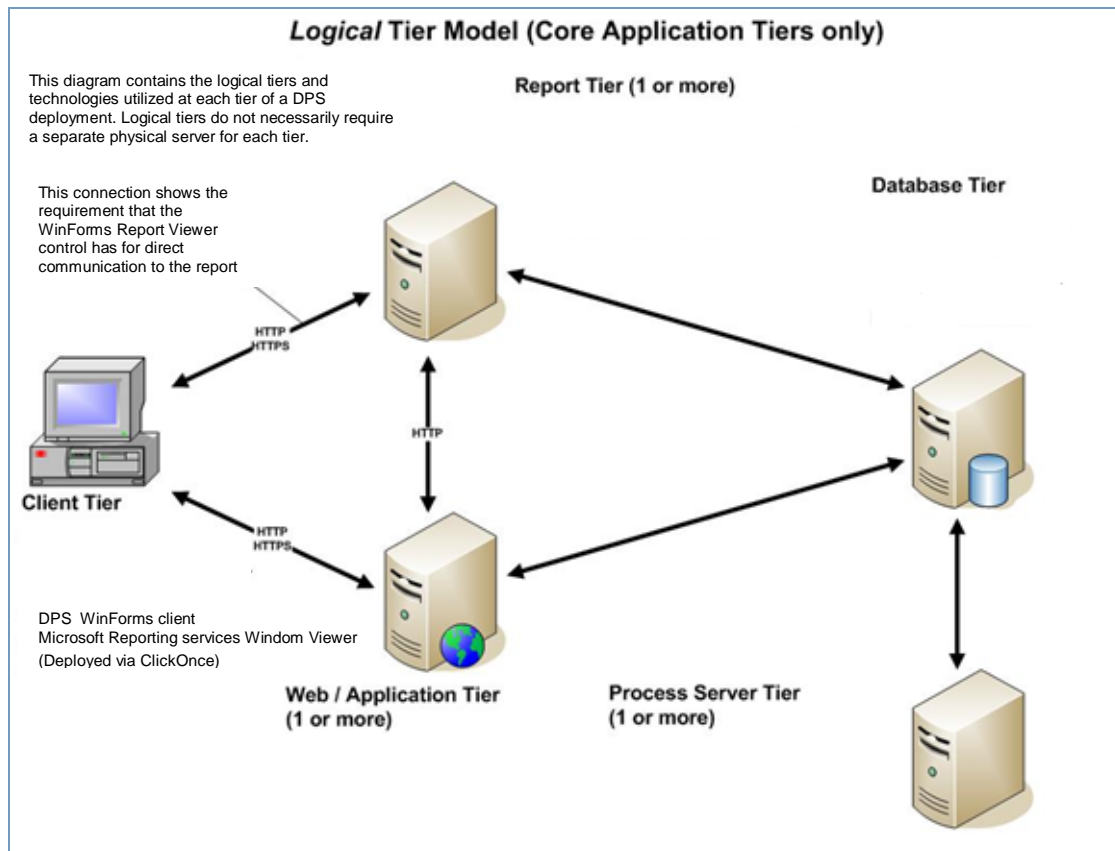 Logical Tier Model (Core Application Tiers only)
This diagram contains the logical tiers and
technologies utilized at each tier of a DPS
deployment. Logical tiers do not necessarily require
a separate physical server for each tier.
Report Tier (1 or more)
This connection shows the
requirement that the
WinForms Report Viewer
control has for direct
communication to the report
Database Tier
HTTP
HTTPS
HTTP
Client Tier
HTTP
HTTPS
DPS WinForms client
Microsoft Reporting services Windom Viewer
(Deployed via ClickOnce)
Web / Application Tier
(1 or more)
Process Server Tier
(1 or more)